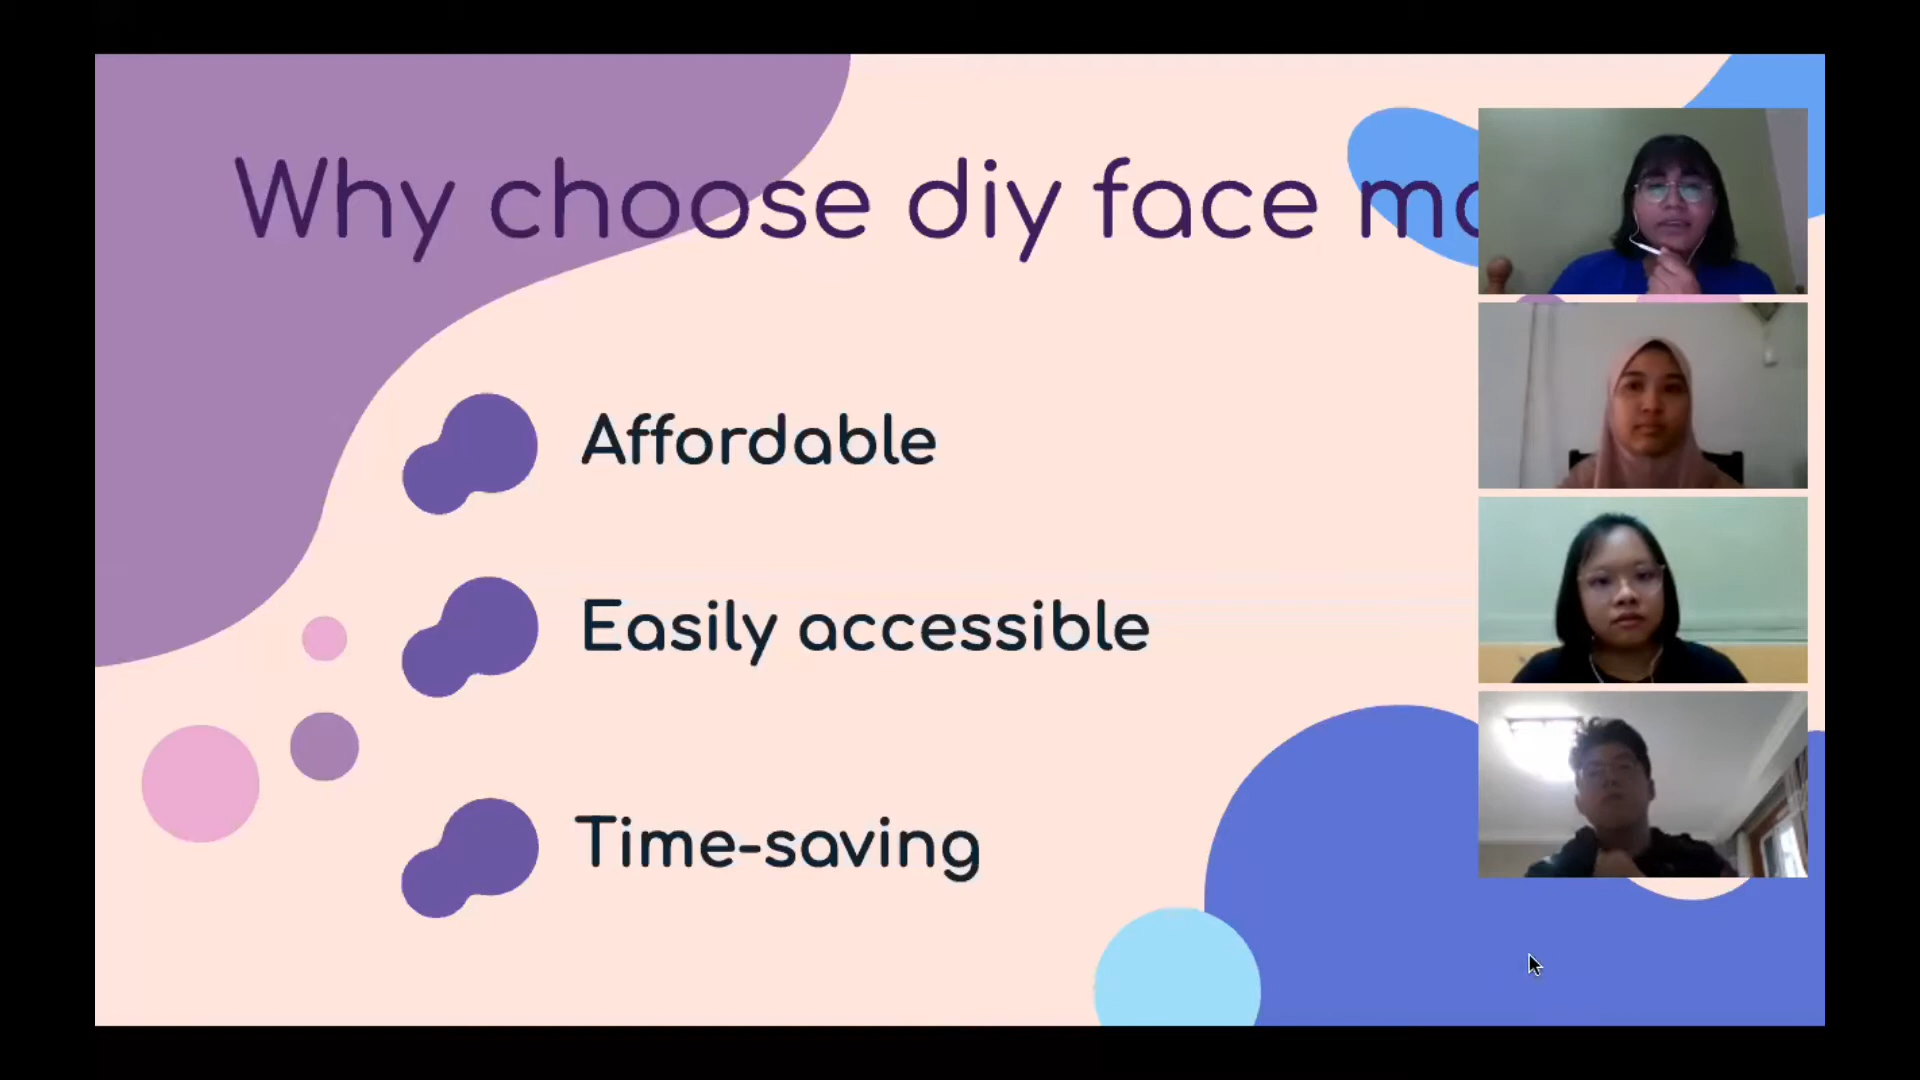 Why choose diy face
Affordable
Easily accessible
Time-saving